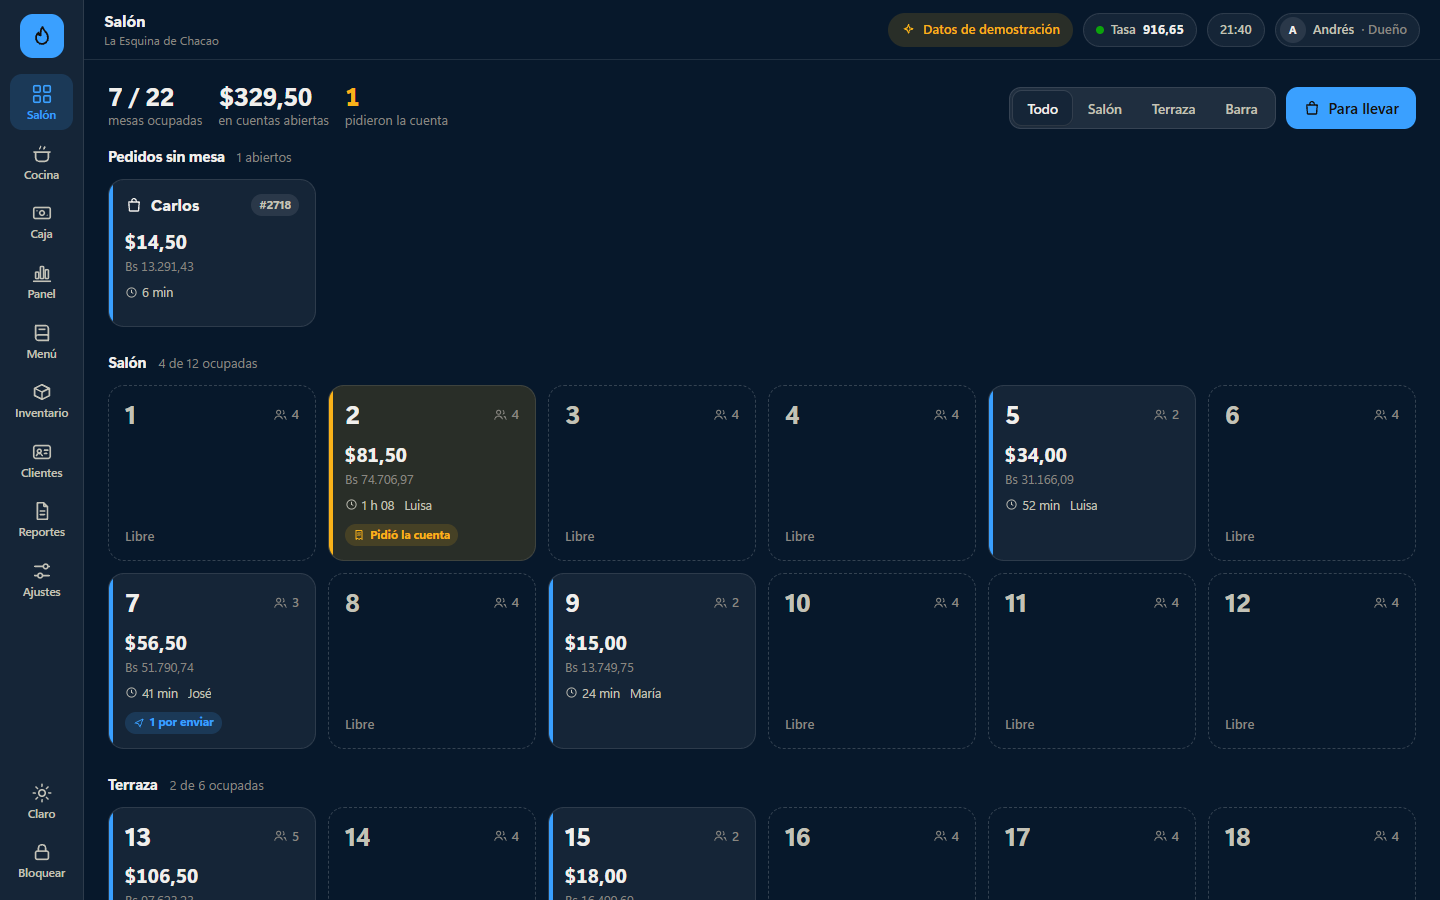 Salón
La Esquina de Chacao
Datos de demostración
Tasa 916,65
21:40
A Andrés · Dueño
Salón
Cocina
Caja
Panel
Menú
Inventario
Clientes
Reportes
Ajustes
Claro
Bloquear
7 / 22
mesas ocupadas
$329,50
en cuentas abiertas
1
pidieron la cuenta
Todo
Salón
Terraza
Barra
Para llevar
Pedidos sin mesa 1 abiertos
Carlos #2718
$14,50
Bs 13.291,43
6 min
Salón 4 de 12 ocupadas
1 4
Libre
2 4
$81,50
Bs 74.706,97
1 h 08 Luisa
Pidió la cuenta
3 4
Libre
4 4
Libre
5 2
$34,00
Bs 31.166,09
52 min Luisa
6 4
Libre
7 3
$56,50
Bs 51.790,74
41 min José
1 por enviar
8 4
Libre
9 2
$15,00
Bs 13.749,75
24 min María
10 4
Libre
11 4
Libre
12 4
Libre
Terraza 2 de 6 ocupadas
13 5
$106,50
14 4
15 2
$18,00
16 4
17 4
18 4